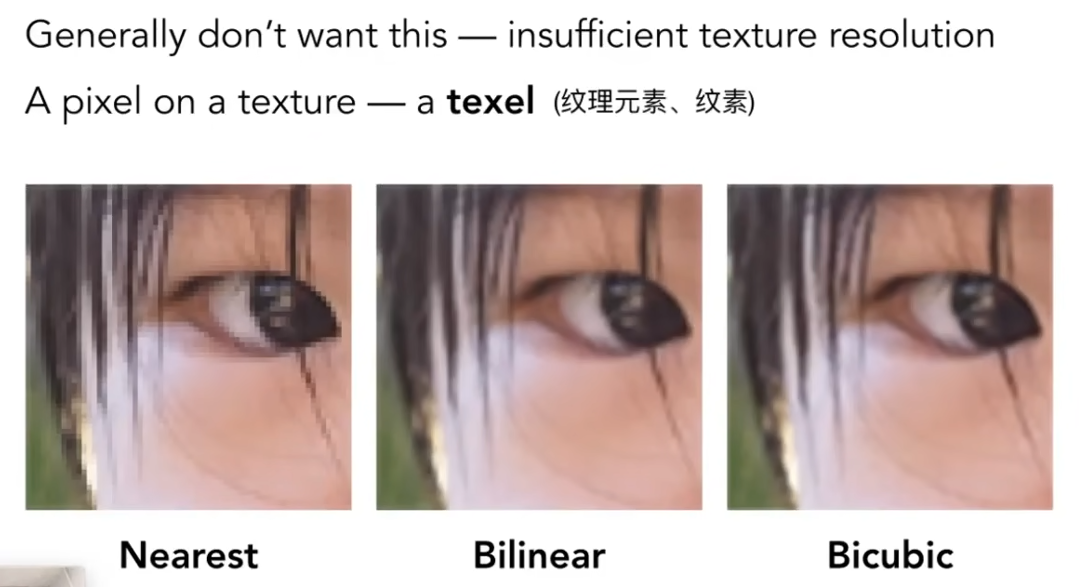 Generally don’t want this — insufficient texture resolution
A pixel on a texture — a texel (纹理元素、纹素)
Nearest
Bilinear
Bicubic